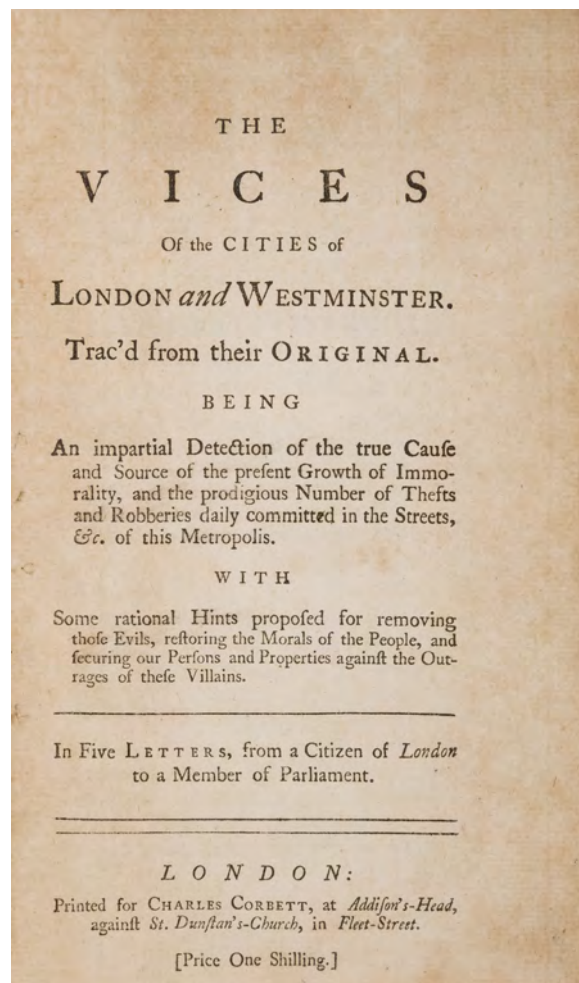 THE
VICES
Of the CITIES of
LONDON and WESTMINSTER.
Trac'd from their ORIGINAL.
BEING
An impartial Detection of the true Cauſe
and Source of the preſent Growth of Immo-
rality, and the prodigious Number of Thefts
and Robberies daily committed in the Streets,
&c. of this Metropolis.
WITH
Some rational Hints propoſed for removing
thoſe Evils, reſtoring the Morals of the People, and
ſecuring our Perſons and Properties againſt the Out-
rages of theſe Villains.
In Five LETTERS, from a Citizen of London
to a Member of Parliament.
LONDON:
Printed for CHARLES CORBETT, at Addiſon's-Head,
againſt St. Dunſtan's-Church, in Fleet-Street.
[Price One Shilling.]